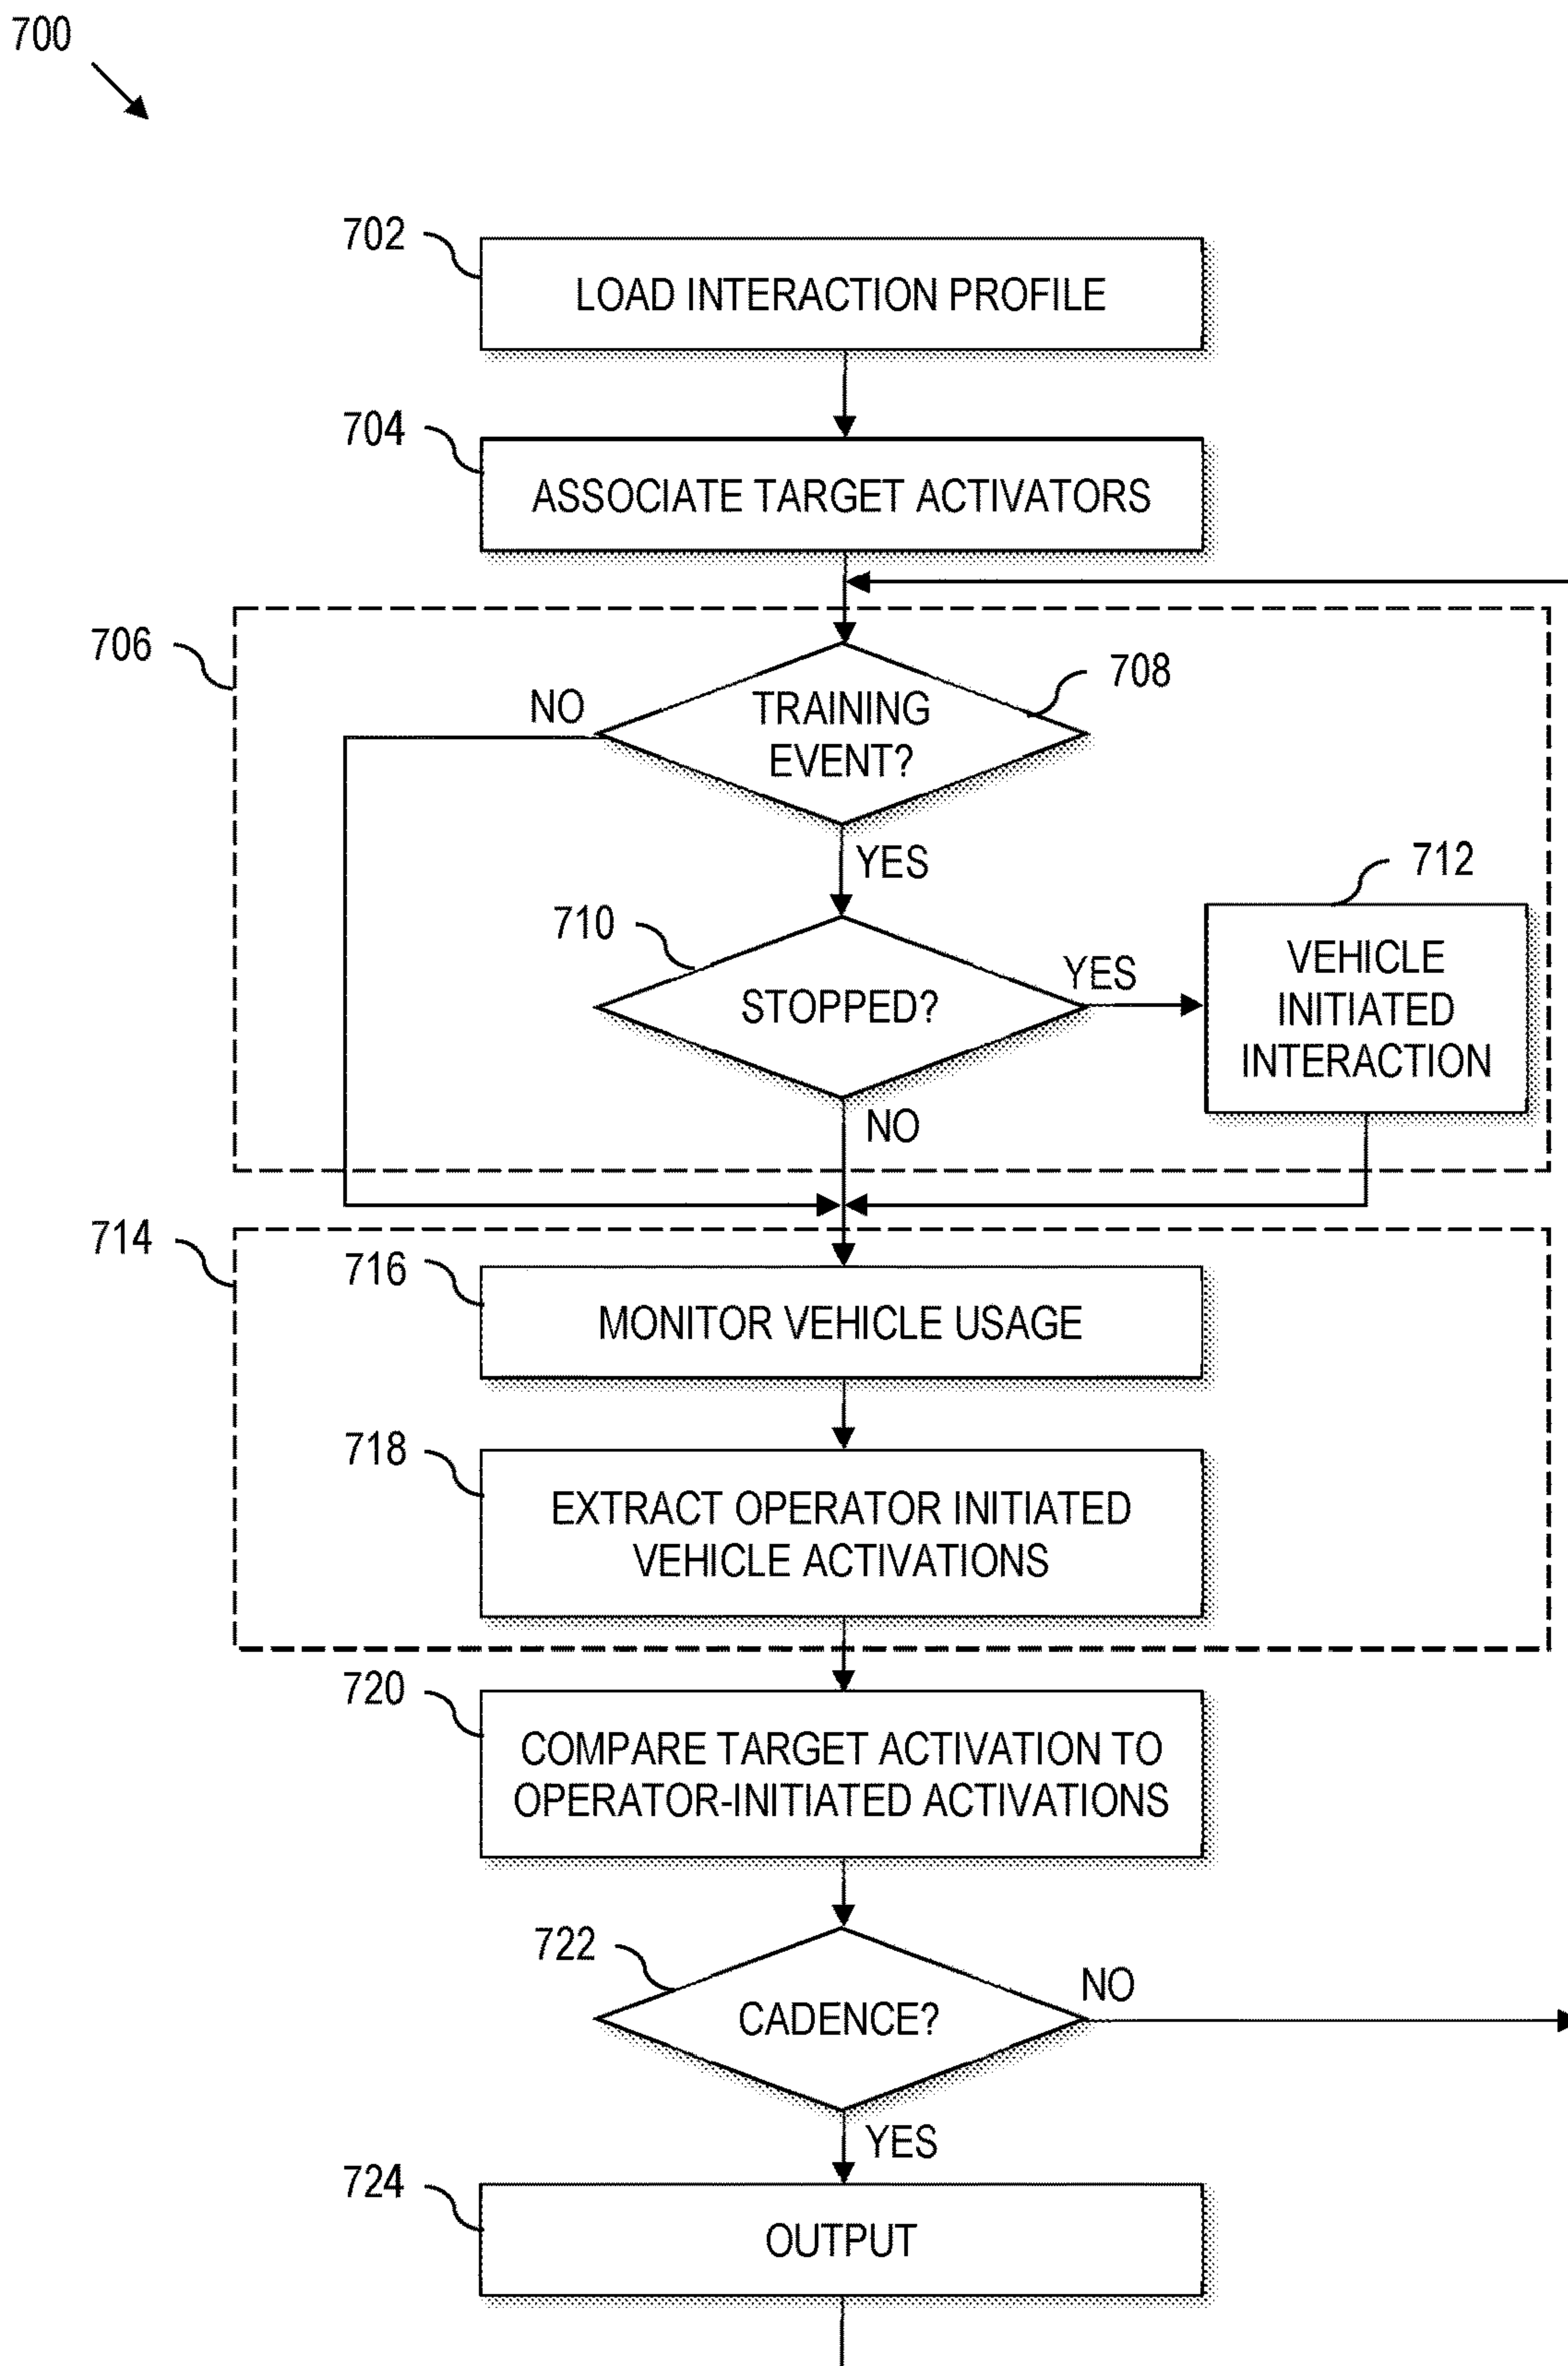 700
702
LOAD INTERACTION PROFILE
704
ASSOCIATE TARGET ACTIVATORS
706
708
TRAINING
EVENT?
NO
YES
710
STOPPED?
YES
712
VEHICLE
INITIATED
INTERACTION
NO
714
716
MONITOR VEHICLE USAGE
718
EXTRACT OPERATOR INITIATED
VEHICLE ACTIVATIONS
720
COMPARE TARGET ACTIVATION TO
OPERATOR-INITIATED ACTIVATIONS
722
CADENCE?
NO
YES
724
OUTPUT